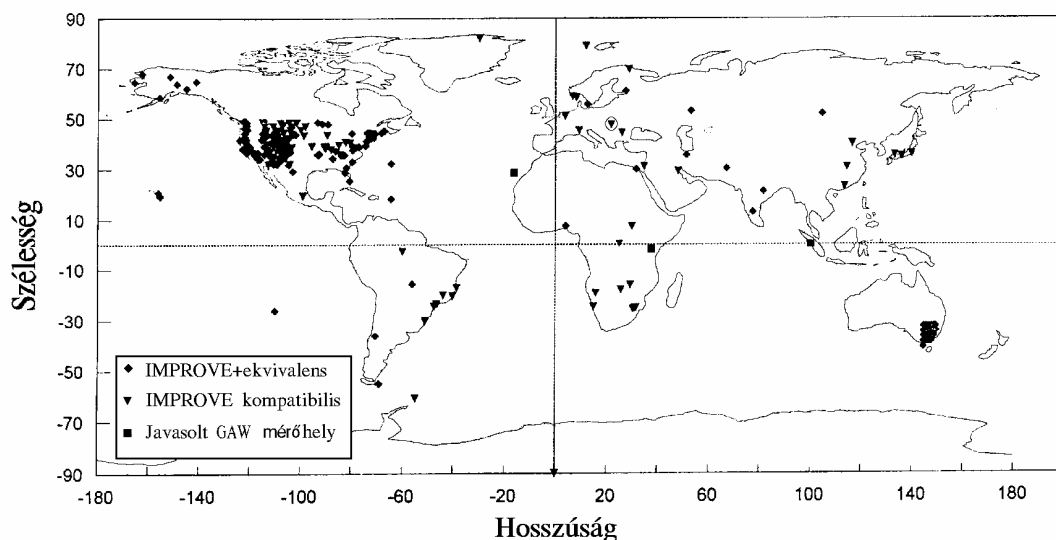 90
70
50
30
10
-10
-30
-50
-70
-90
Szélesség
IMPROVE+ekvivalens
IMPROVE kompatibilis
Javasolt GAW mérőhely
-180 -140 -100 -60 -20 20 60 100 140 180
Hosszúság